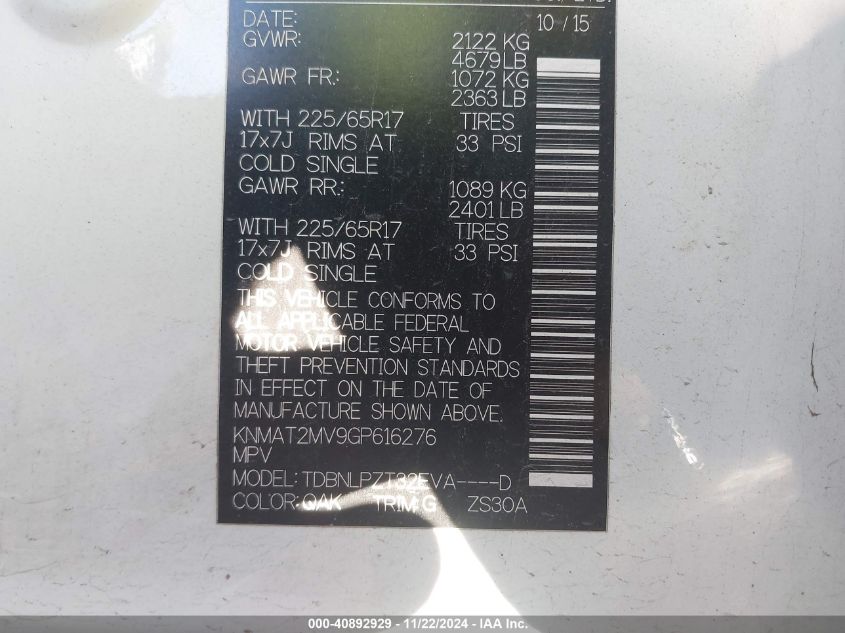 DATE: 10 / 15
GVWR: 2122 KG
4679 LB
GAWR FR.: 1072 KG
2363 LB
WITH 225/65R17 TIRES
17x7J RIMS AT 33 PSI
COLD SINGLE
GAWR RR.: 1089 KG
2401 LB
WITH 225/65R17 TIRES
17x7J RIMS AT 33 PSI
COLD SINGLE
THIS VEHICLE CONFORMS TO
ALL APPLICABLE FEDERAL
MOTOR VEHICLE SAFETY AND
THEFT PREVENTION STANDARDS
IN EFFECT ON THE DATE OF
MANUFACTURE SHOWN ABOVE.
KNMAT2MV9GP616276
MPV
MODEL: TDBNLPZT32EVA----D
COLOR: QAK TRIM: G ZS30A
000-40892929 - 11/22/2024 - IAA Inc.